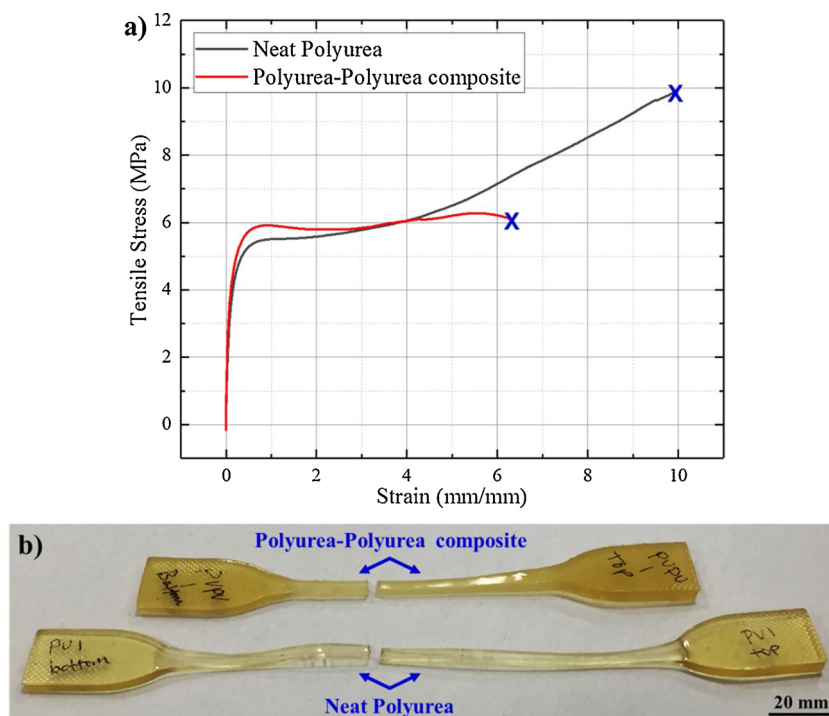 a)
Neat Polyurea
Polyurea-Polyurea composite
12
10
8
6
4
2
0
Tensile Stress (MPa)
X
X
0 2 4 6 8 10
Strain (mm/mm)
b)
Polyurea-Polyurea composite
PUPU
1
Bottom
PUPU
1
top
PU1
bottom
PU1
top
Neat Polyurea
20 mm